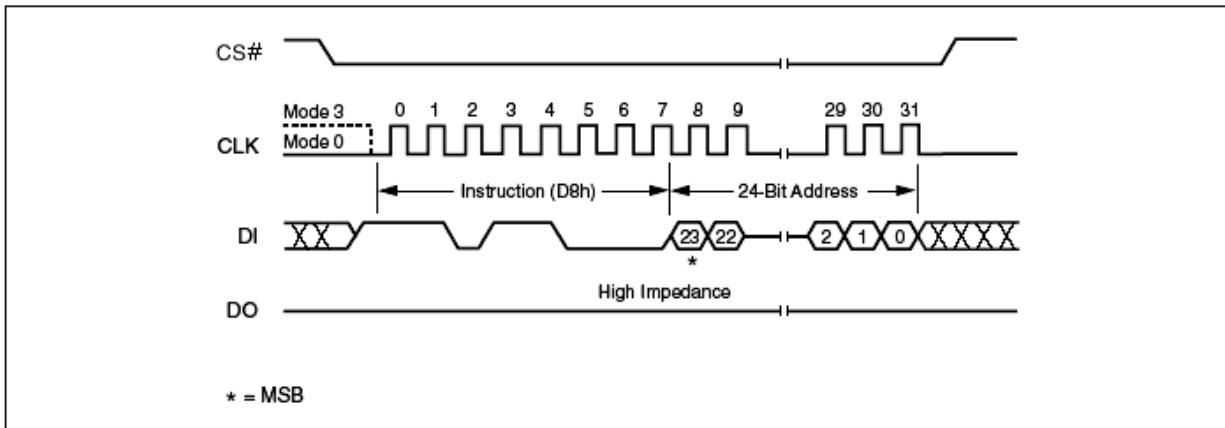 CS#
Mode 3 0 1 2 3 4 5 6 7 8 9 29 30 31
CLK Mode 0
Instruction (D8h) 24-Bit Address
DI 23 22 2 1 0
*
High Impedance
DO
* = MSB